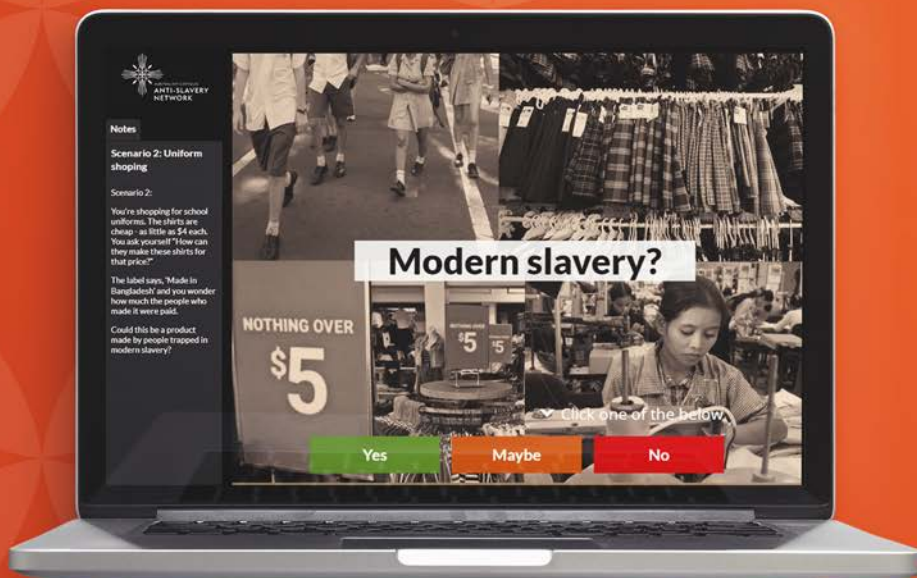 ANTI-SLAVERY
NETWORK
Notes
Scenario 2: Uniform
shoping
Scenario 2:
You're shopping for school
uniforms. The shirts are
cheap - as little as $4 each.
You ask yourself "How can
they make these shirts for
that price?"
The label says, 'Made in
Bangladesh' and you wonder
how much the people who
made it were paid.
Could this be a product
made by people trapped in
modern slavery?
Modern slavery?
NOTHING OVER
$5
$5
$5
Click one of the below
Yes
Maybe
No